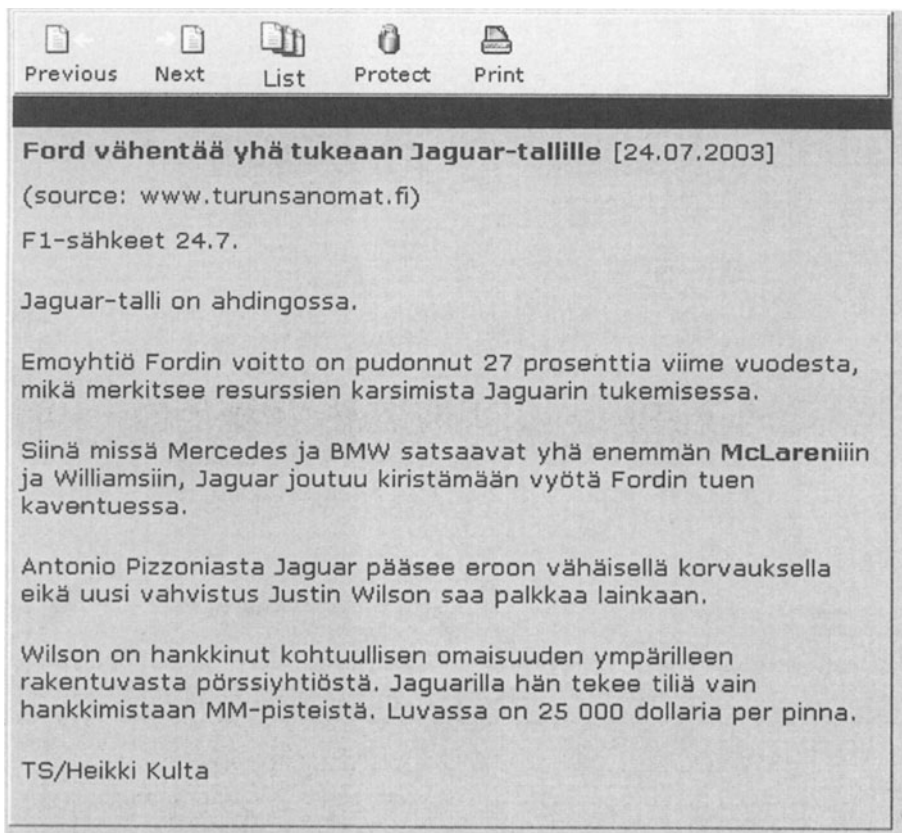 Previous Next List Protect Print
Ford vähentää yhä tukeaan Jaguar-tallille [24.07.2003]
(source: www.turunsanomat.fi)
F1-sähkeet 24.7.
Jaguar-talli on ahdingossa.
Emoyhtiö Fordin voitto on pudonnut 27 prosenttia viime vuodesta,
mikä merkitsee resurssien karsimista Jaguarin tukemisessa.
Siinä missä Mercedes ja BMW satsaavat yhä enemmän McLareniiin
ja Williamsiin, Jaguar joutuu kiristämään vyötä Fordin tuen
kaventuessa.
Antonio Pizzoniasta Jaguar pääsee eroon vähäisellä korvauksella
eikä uusi vahvistus Justin Wilson saa palkkaa lainkaan.
Wilson on hankkinut kohtuullisen omaisuuden ympärilleen
rakentuvasta pörssiyhtiöstä. Jaguarilla hän tekee tiliä vain
hankkimistaan MM-pisteistä. Luvassa on 25 000 dollaria per pinna.
TS/Heikki Kulta